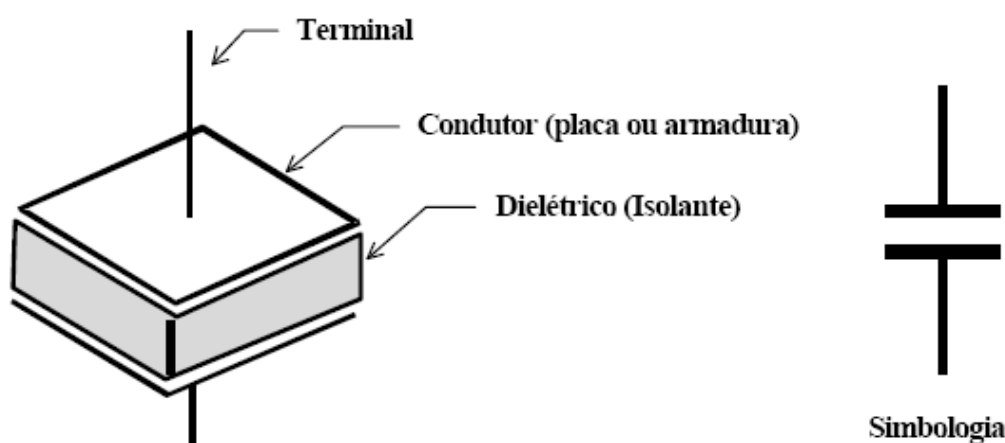 Terminal
Condutor (placa ou armadura)
Dielétrico (Isolante)
Simbologia